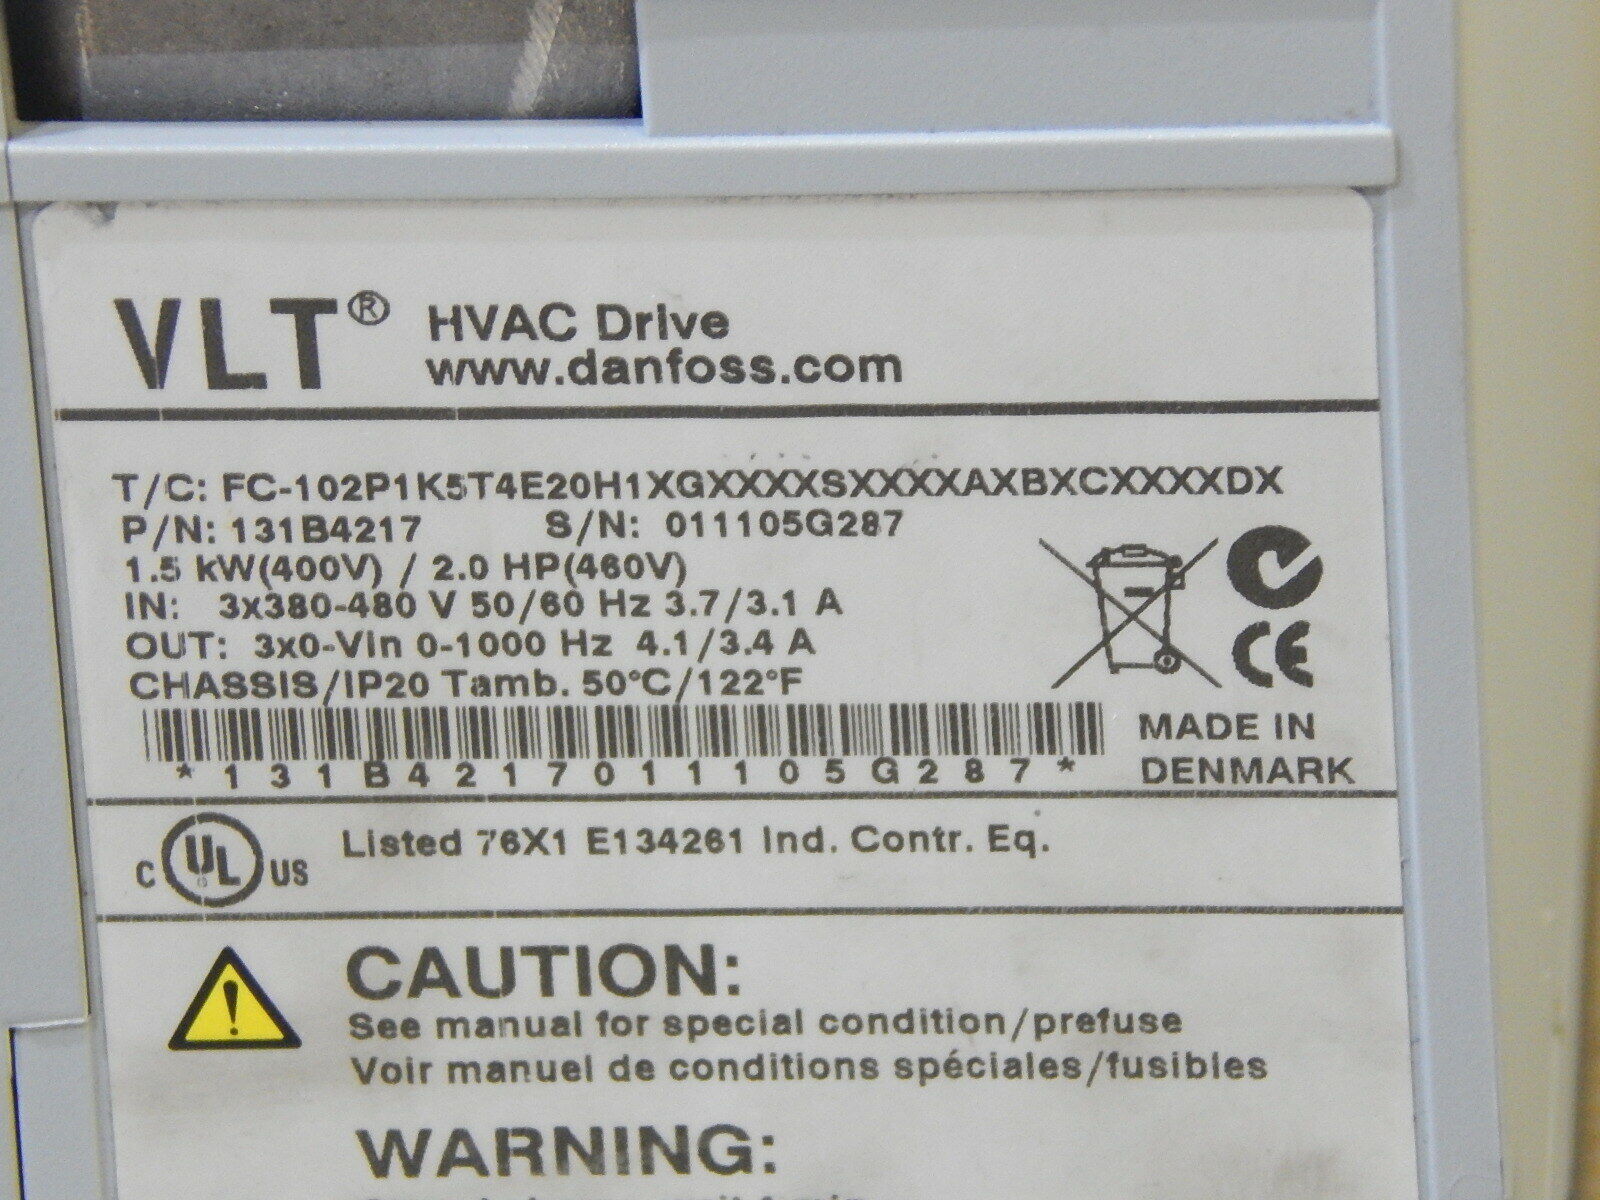 VLT® HVAC Drive
www.danfoss.com
T/C: FC-102P1K5T4E20H1XGXXXXSXXXXAXBXCXXXXDX
P/N: 131B4217 S/N: 011105G287
1.5 kW(400V) / 2.0 HP(460V)
IN: 3x380-480 V 50/60 Hz 3.7/3.1 A
OUT: 3x0-Vin 0-1000 Hz 4.1/3.4 A
CHASSIS/IP20 Tamb. 50°C/122°F
CE
MADE IN
DENMARK
*131B4217011105G287*
C UL US Listed 76X1 E134261 Ind. Contr. Eq.
CAUTION:
See manual for special condition/prefuse
Voir manuel de conditions spéciales/fusibles
WARNING: